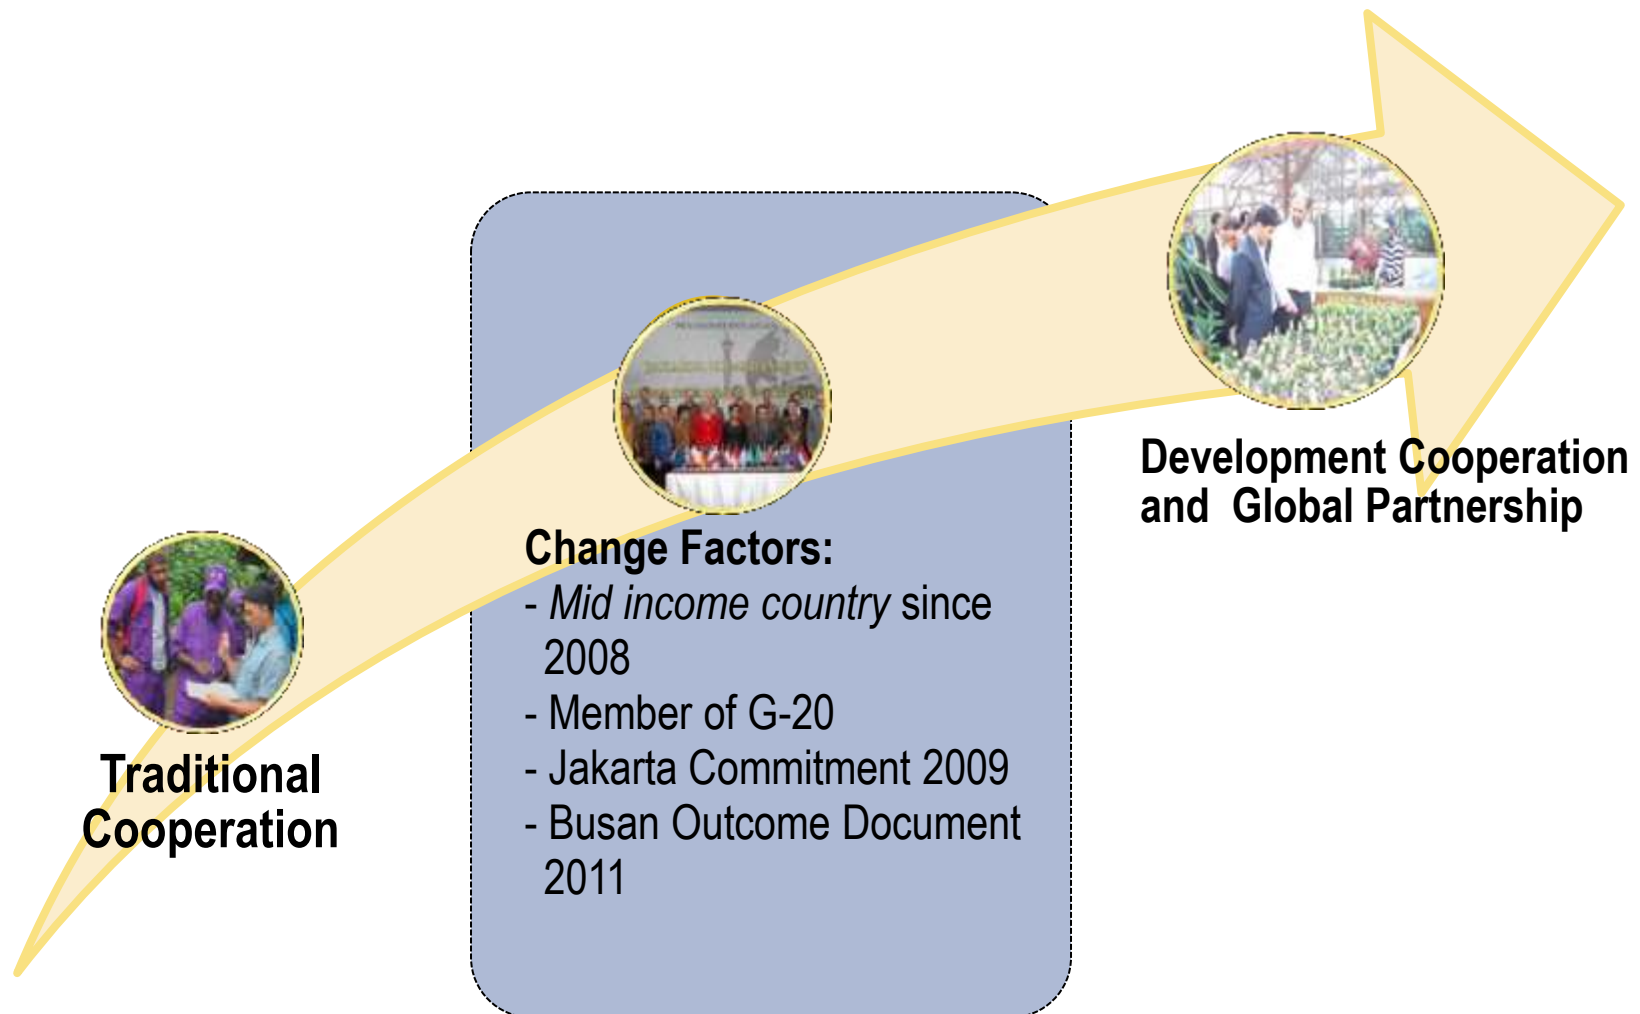 Traditional
Cooperation
Change Factors:
- Mid income country since
2008
- Member of G-20
- Jakarta Commitment 2009
- Busan Outcome Document
2011
Development Cooperation
and  Global Partnership